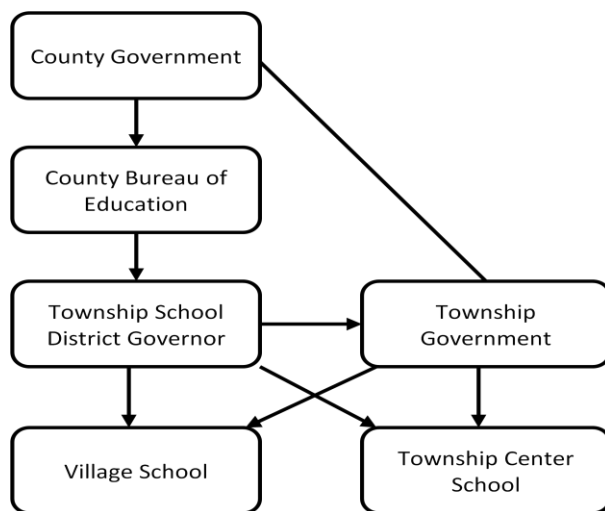 County Government
County Bureau of
Education
Township School
District Governor
Township
Government
Village School
Township Center
School